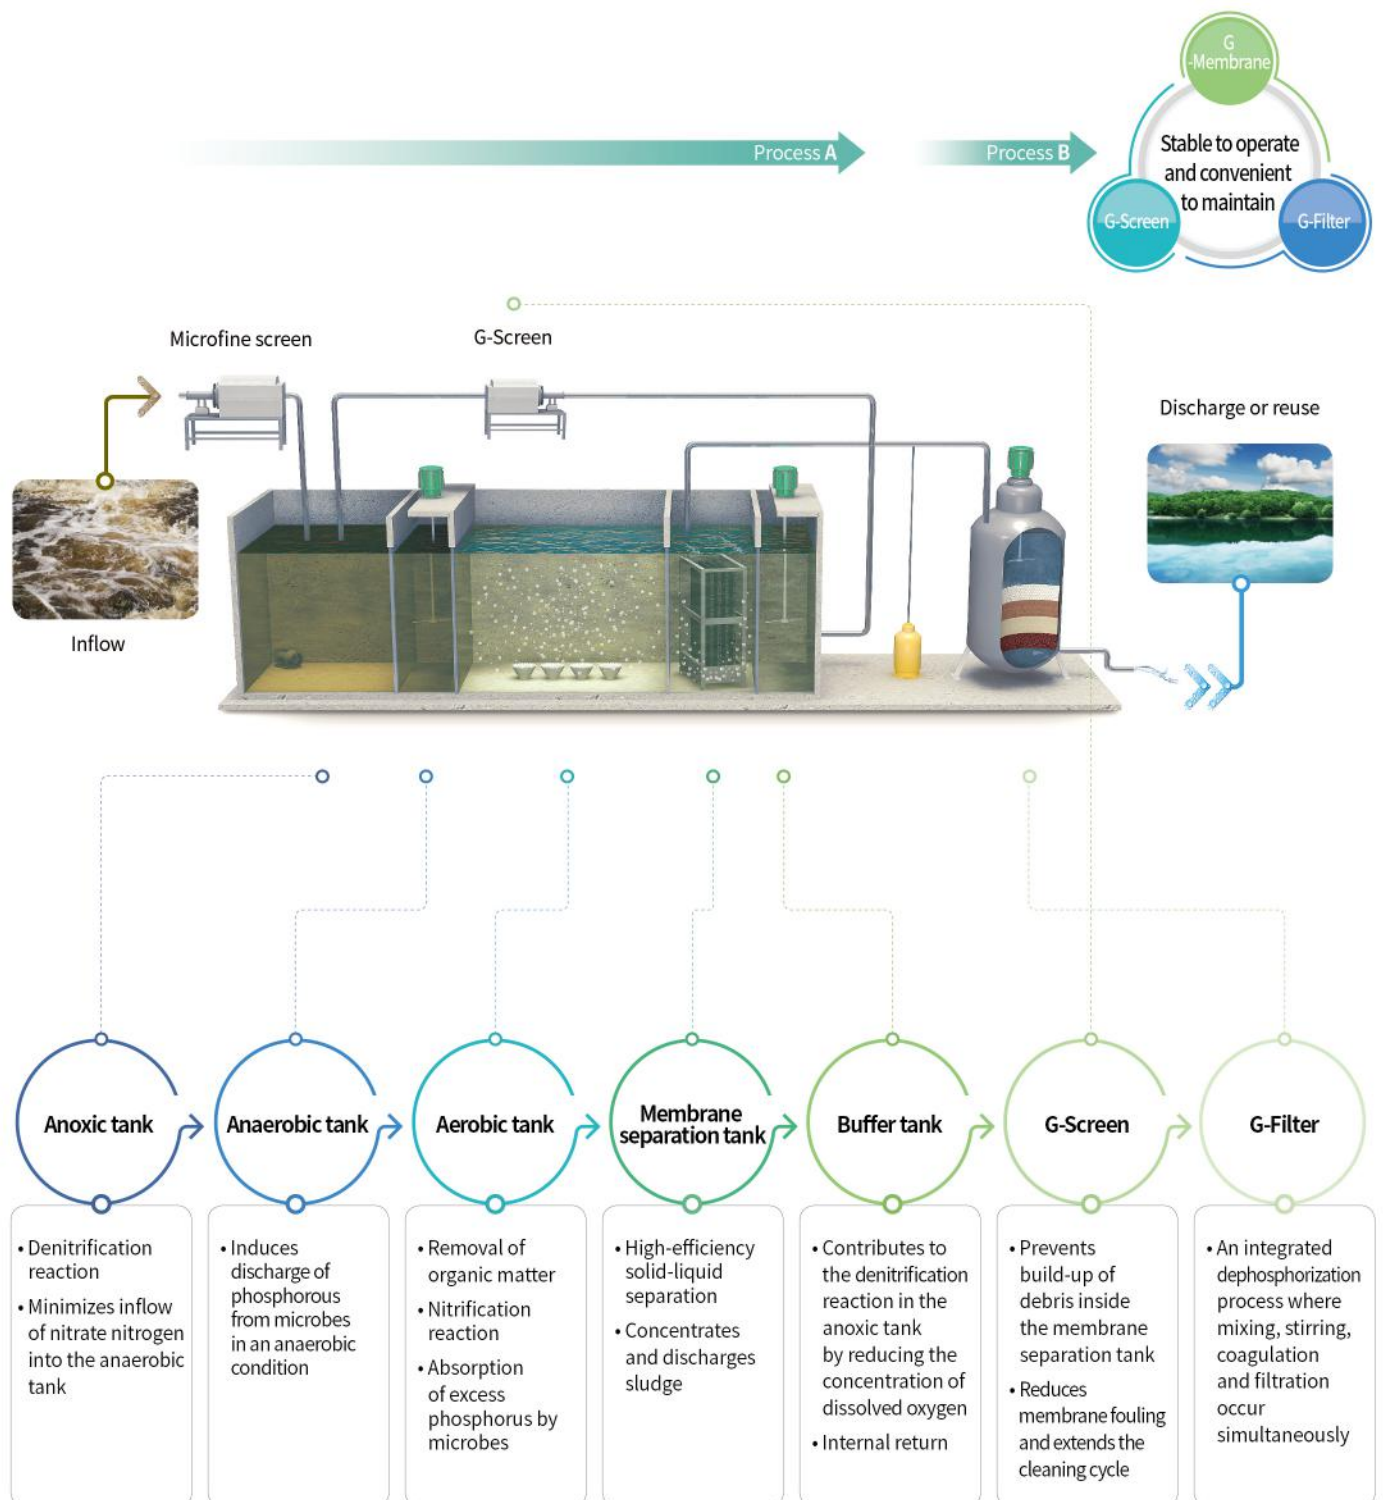 G
-Membrane
Process A
Process B
Stable to operate
and convenient
to maintain
G-Screen
G-Filter
Microfine screen
G-Screen
Discharge or reuse
Inflow
Anoxic tank
Anaerobic tank
Aerobic tank
Membrane
separation tank
Buffer tank
G-Screen
G-Filter
• Denitrification
reaction
• Minimizes inflow
of nitrate nitrogen
into the anaerobic
tank
• Induces
discharge of
phosphorous
from microbes
in an anaerobic
condition
• Removal of
organic matter
• Nitrification
reaction
• Absorption
of excess
phosphorus by
microbes
• High-efficiency
solid-liquid
separation
• Concentrates
and discharges
sludge
• Contributes to
the denitrification
reaction in the
anoxic tank
by reducing the
concentration of
dissolved oxygen
• Internal return
• Prevents
build-up of
debris inside
the membrane
separation tank
• Reduces
membrane fouling
and extends the
cleaning cycle
• An integrated
dephosphorization
process where
mixing, stirring,
coagulation
and filtration
occur
simultaneously